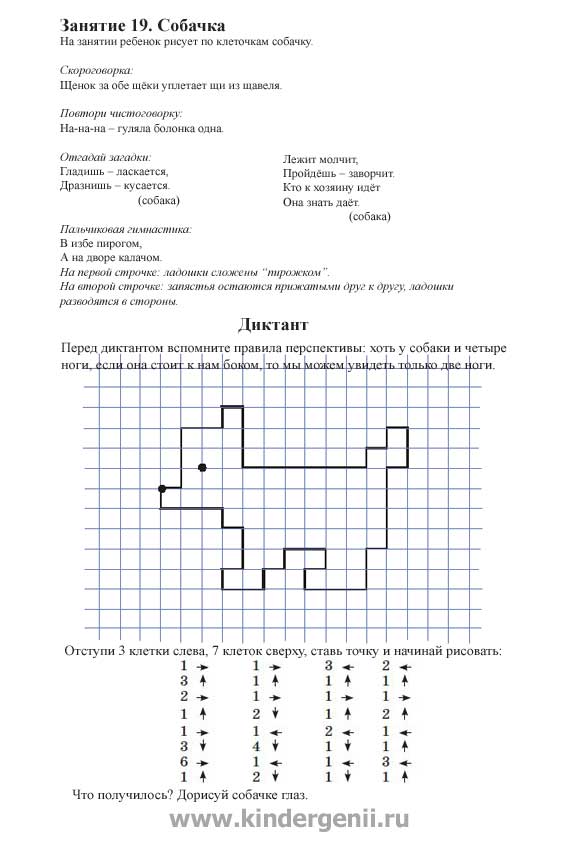 Занятие 19. Собачка
На занятии ребенок рисует по клеточкам собачку.
Скороговорка:
Щенок за обе щёки уплетает щи из щавеля.
Повтори чистоговорку:
На-на-на – гуляла болонка одна.
Отгадай загадки:
Гладишь – ласкается,
Дразнишь – кусается.
(собака)
Лежит молчит,
Пройдёшь – заворчит.
Кто к хозяину идёт
Она знать даёт.
(собака)
Пальчиковая гимнастика:
В избе пирогом,
А на дворе калачом.
На первой строчке: ладошки сложены “пирожком”.
На второй строчке: запястья остаются прижатыми друг к другу, ладошки
разводятся в стороны.
Диктант
Перед диктантом вспомните правила перспективы: хоть у собаки и четыре
ноги, если она стоит к нам боком, то мы можем увидеть только две ноги.
Отступи 3 клетки слева, 7 клеток сверху, ставь точку и начинай рисовать:
1 → 1 → 3 ← 2 ←
3 ↑ 1 ↑ 1 ↑ 1 ↑
2 → 1 → 1 → 1 →
1 ↑ 2 ↓ 1 ↑ 2 ↑
1 → 1 ← 2 ← 1 ←
3 ↓ 4 ↓ 1 ↓ 1 ↑
6 → 1 ← 1 ← 3 ←
1 ↑ 2 ↓ 1 ↓ 1 ↑
Что получилось? Дорисуй собачке глаз.
www.kindergenii.ru